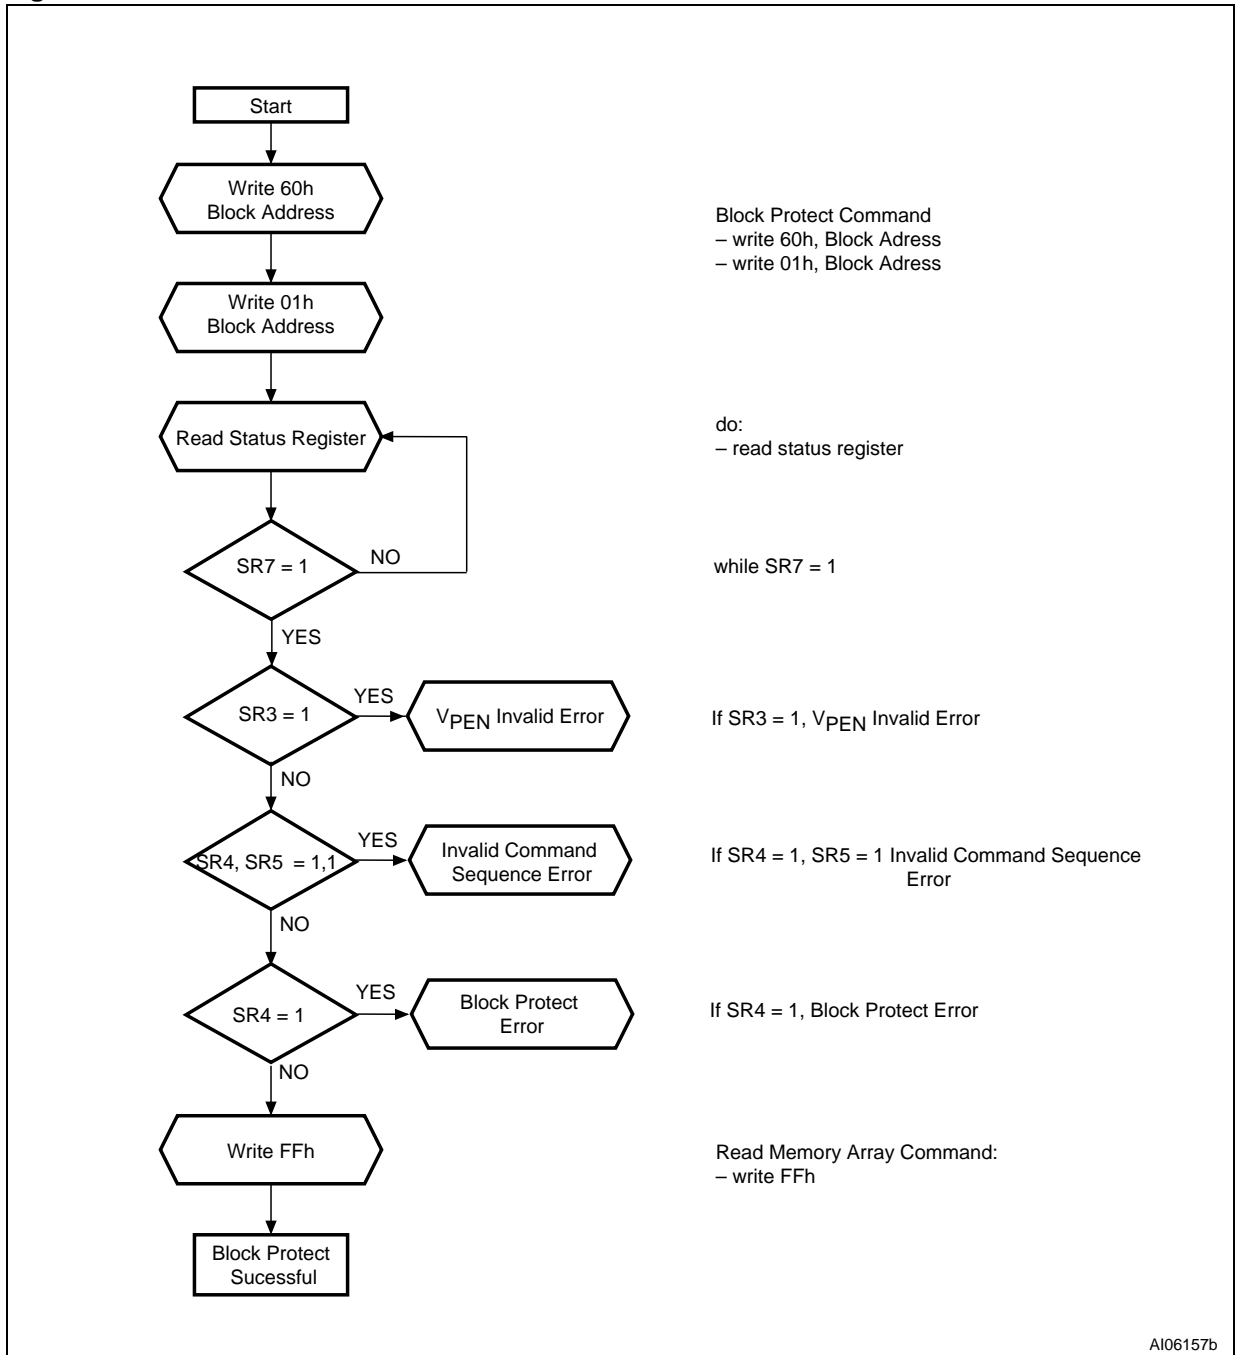 Start
Write 60h
Block Address
Block Protect Command
– write 60h, Block Adress
– write 01h, Block Adress
Write 01h
Block Address
Read Status Register
do:
– read status register
SR7 = 1
NO
while SR7 = 1
YES
SR3 = 1
YES
VPEN Invalid Error
If SR3 = 1, VPEN Invalid Error
NO
SR4, SR5 = 1,1
YES
Invalid Command
Sequence Error
If SR4 = 1, SR5 = 1 Invalid Command Sequence
Error
NO
SR4 = 1
YES
Block Protect
Error
If SR4 = 1, Block Protect Error
NO
Write FFh
Read Memory Array Command:
– write FFh
Block Protect
Sucessful
AI06157b